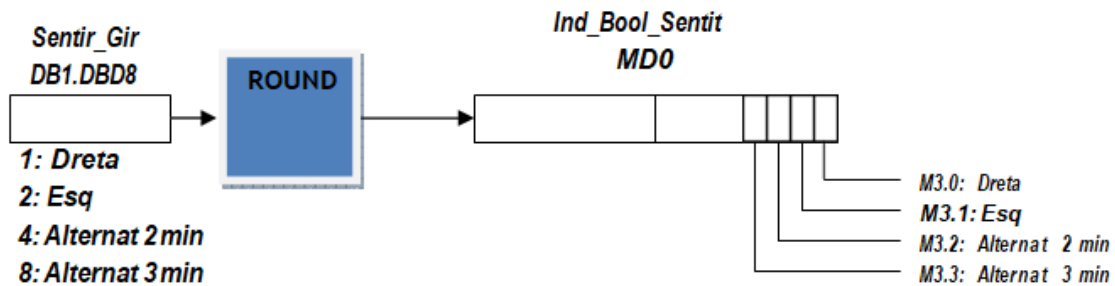 Sentir_Gir
DB1.DBD8
ROUND
Ind_Bool_Sentit
MD0
1: Dreta
2: Esq
4: Alternat 2 min
8: Alternat 3 min
M3.0: Dreta
M3.1: Esq
M3.2: Alternat 2 min
M3.3: Alternat 3 min